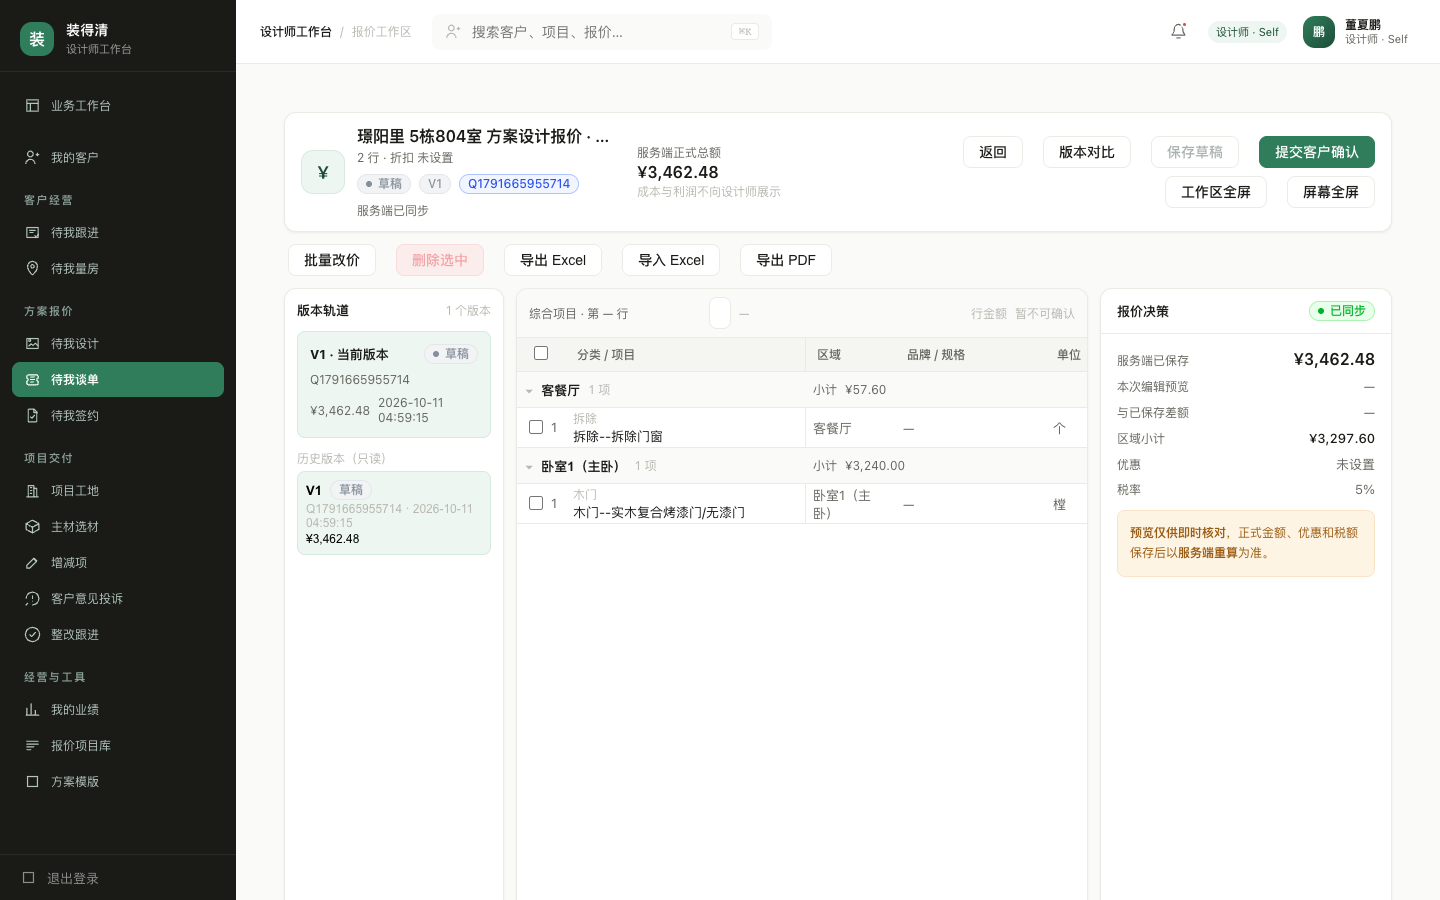 装
装得清
设计师工作台
业务工作台
我的客户
客户经营
待我跟进
待我量房
方案报价
待我设计
待我谈单
待我签约
项目交付
项目工地
主材选材
增减项
客户意见投诉
整改跟进
经营与工具
我的业绩
报价项目库
方案模版
退出登录
设计师工作台 / 报价工作区
搜索客户、项目、报价...
⌘K
设计师 · Self
鹏
董夏鹏
设计师 · Self
¥
璟阳里 5栋804室 方案设计报价 · ...
2 行 · 折扣 未设置
草稿
V1
Q1791665955714
服务端已同步
服务端正式总额
¥3,462.48
成本与利润不向设计师展示
返回
版本对比
保存草稿
提交客户确认
工作区全屏
屏幕全屏
批量改价
删除选中
导出 Excel
导入 Excel
导出 PDF
版本轨道
1 个版本
V1 · 当前版本
草稿
Q1791665955714
¥3,462.48
2026-10-11
04:59:15
历史版本（只读）
V1
草稿
Q1791665955714 · 2026-10-11
04:59:15
¥3,462.48
综合项目 · 第 — 行
—
行金额 暂不可确认
分类 / 项目
区域
品牌 / 规格
单位
客餐厅 1 项
小计 ¥57.60
1
拆除
拆除--拆除门窗
客餐厅
—
个
卧室1（主卧） 1 项
小计 ¥3,240.00
1
木门
木门--实木复合烤漆门/无漆门
卧室1（主
卧）
—
樘
报价决策
已同步
服务端已保存
¥3,462.48
本次编辑预览
—
与已保存差额
—
区域小计
¥3,297.60
优惠
未设置
税率
5%
预览仅供即时核对，正式金额、优惠和税额
保存后以服务端重算为准。